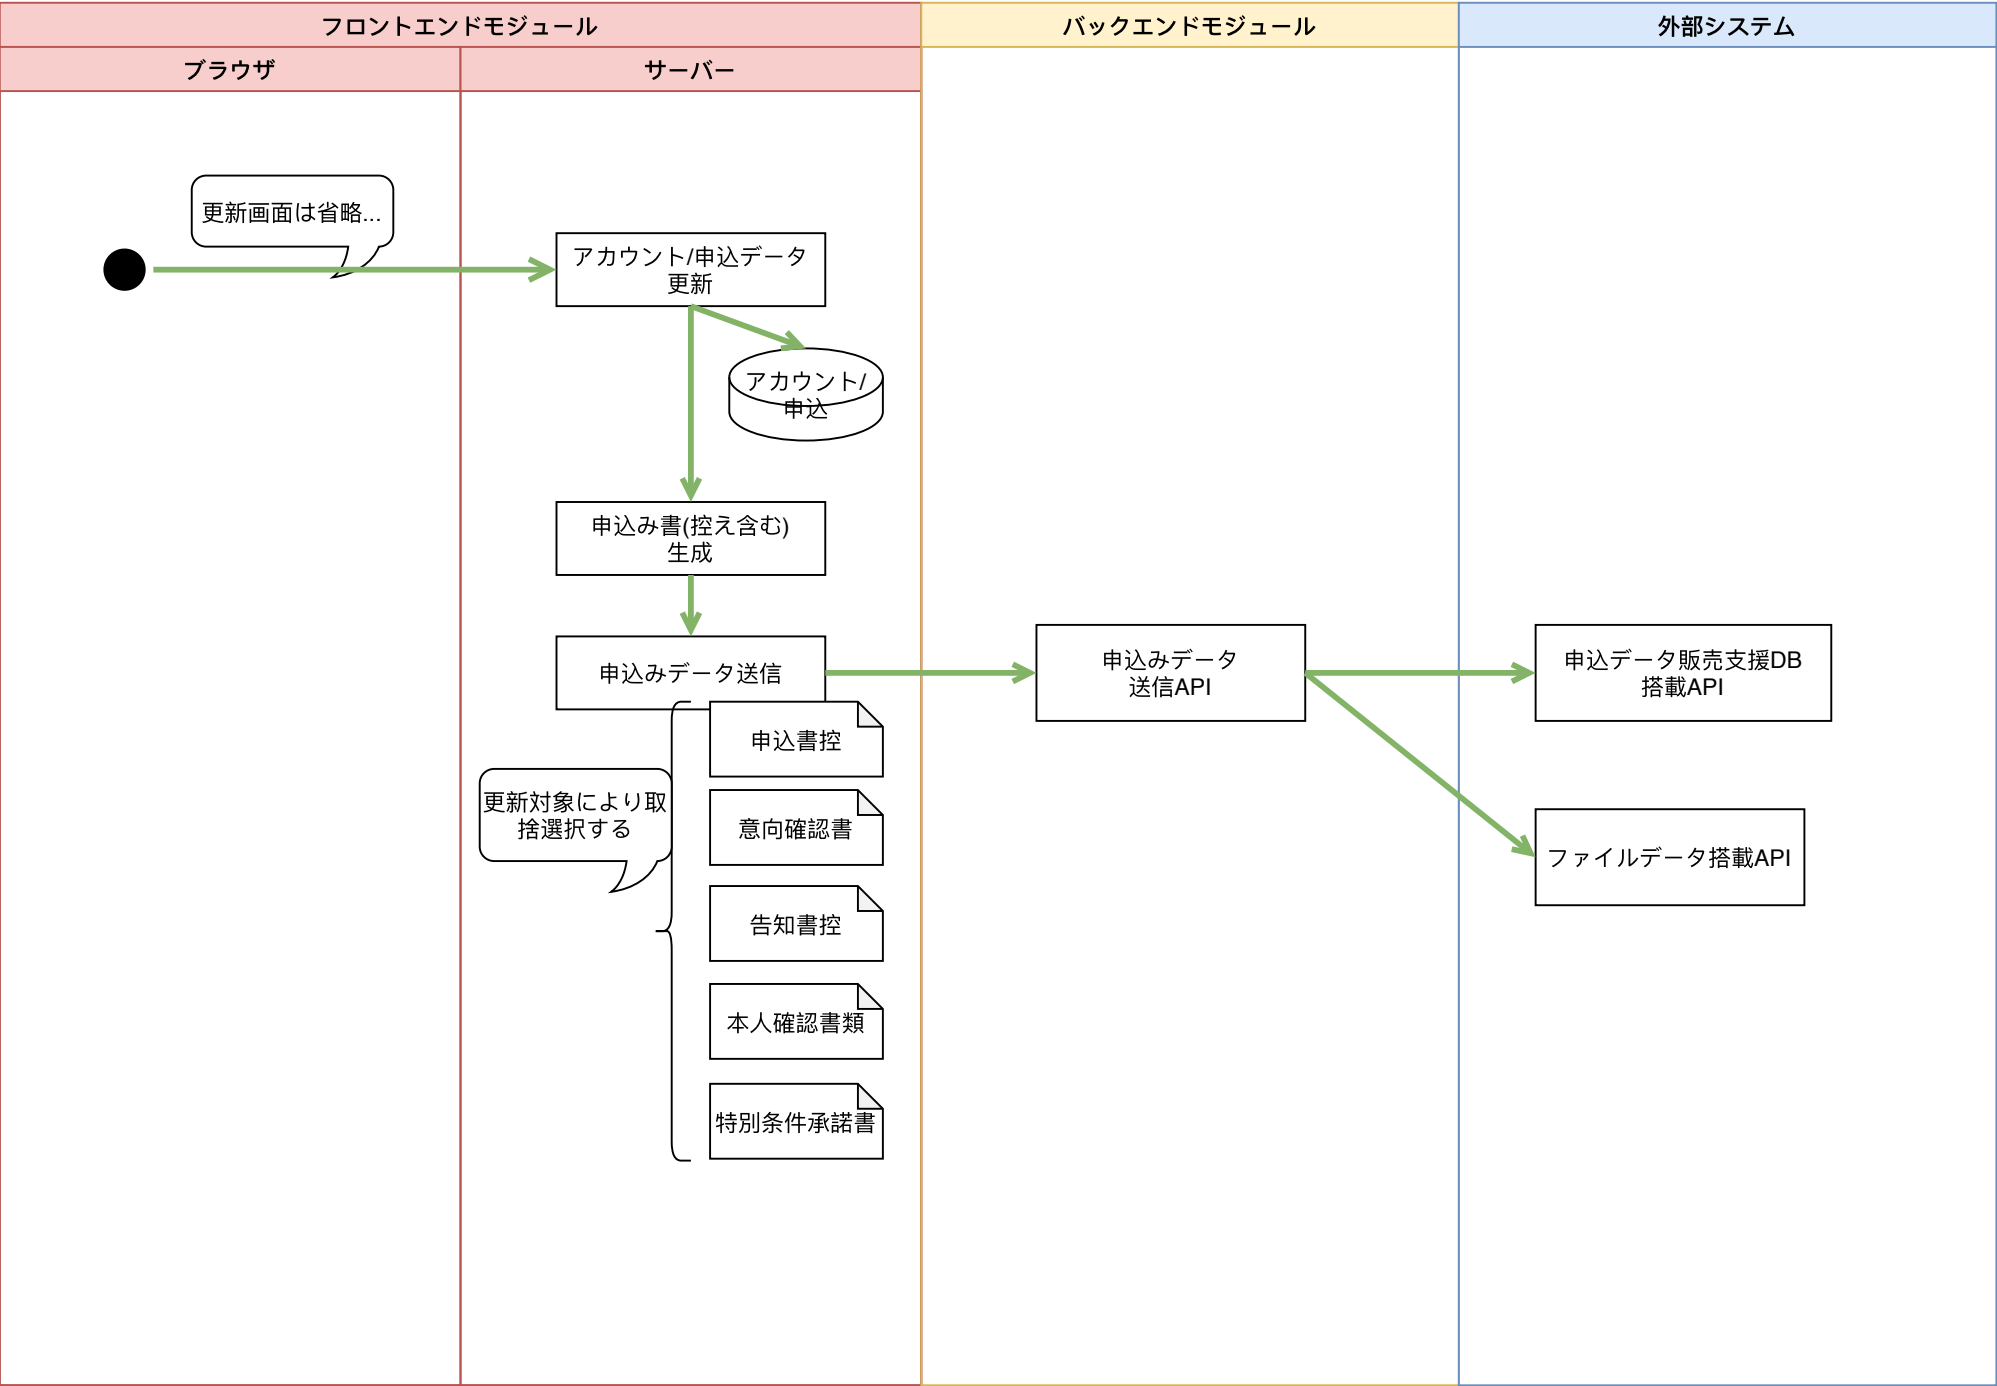 フロントエンドモジュール
バックエンドモジュール
外部システム
ブラウザ
サーバー
更新画面は省略...
アカウント/申込データ
更新
アカウント/
申込
申込み書(控え含む)
生成
申込みデータ送信
申込みデータ
送信API
申込データ販売支援DB
搭載API
申込書控
更新対象により取
捨選択する
意向確認書
ファイルデータ搭載API
告知書控
本人確認書類
特別条件承諾書